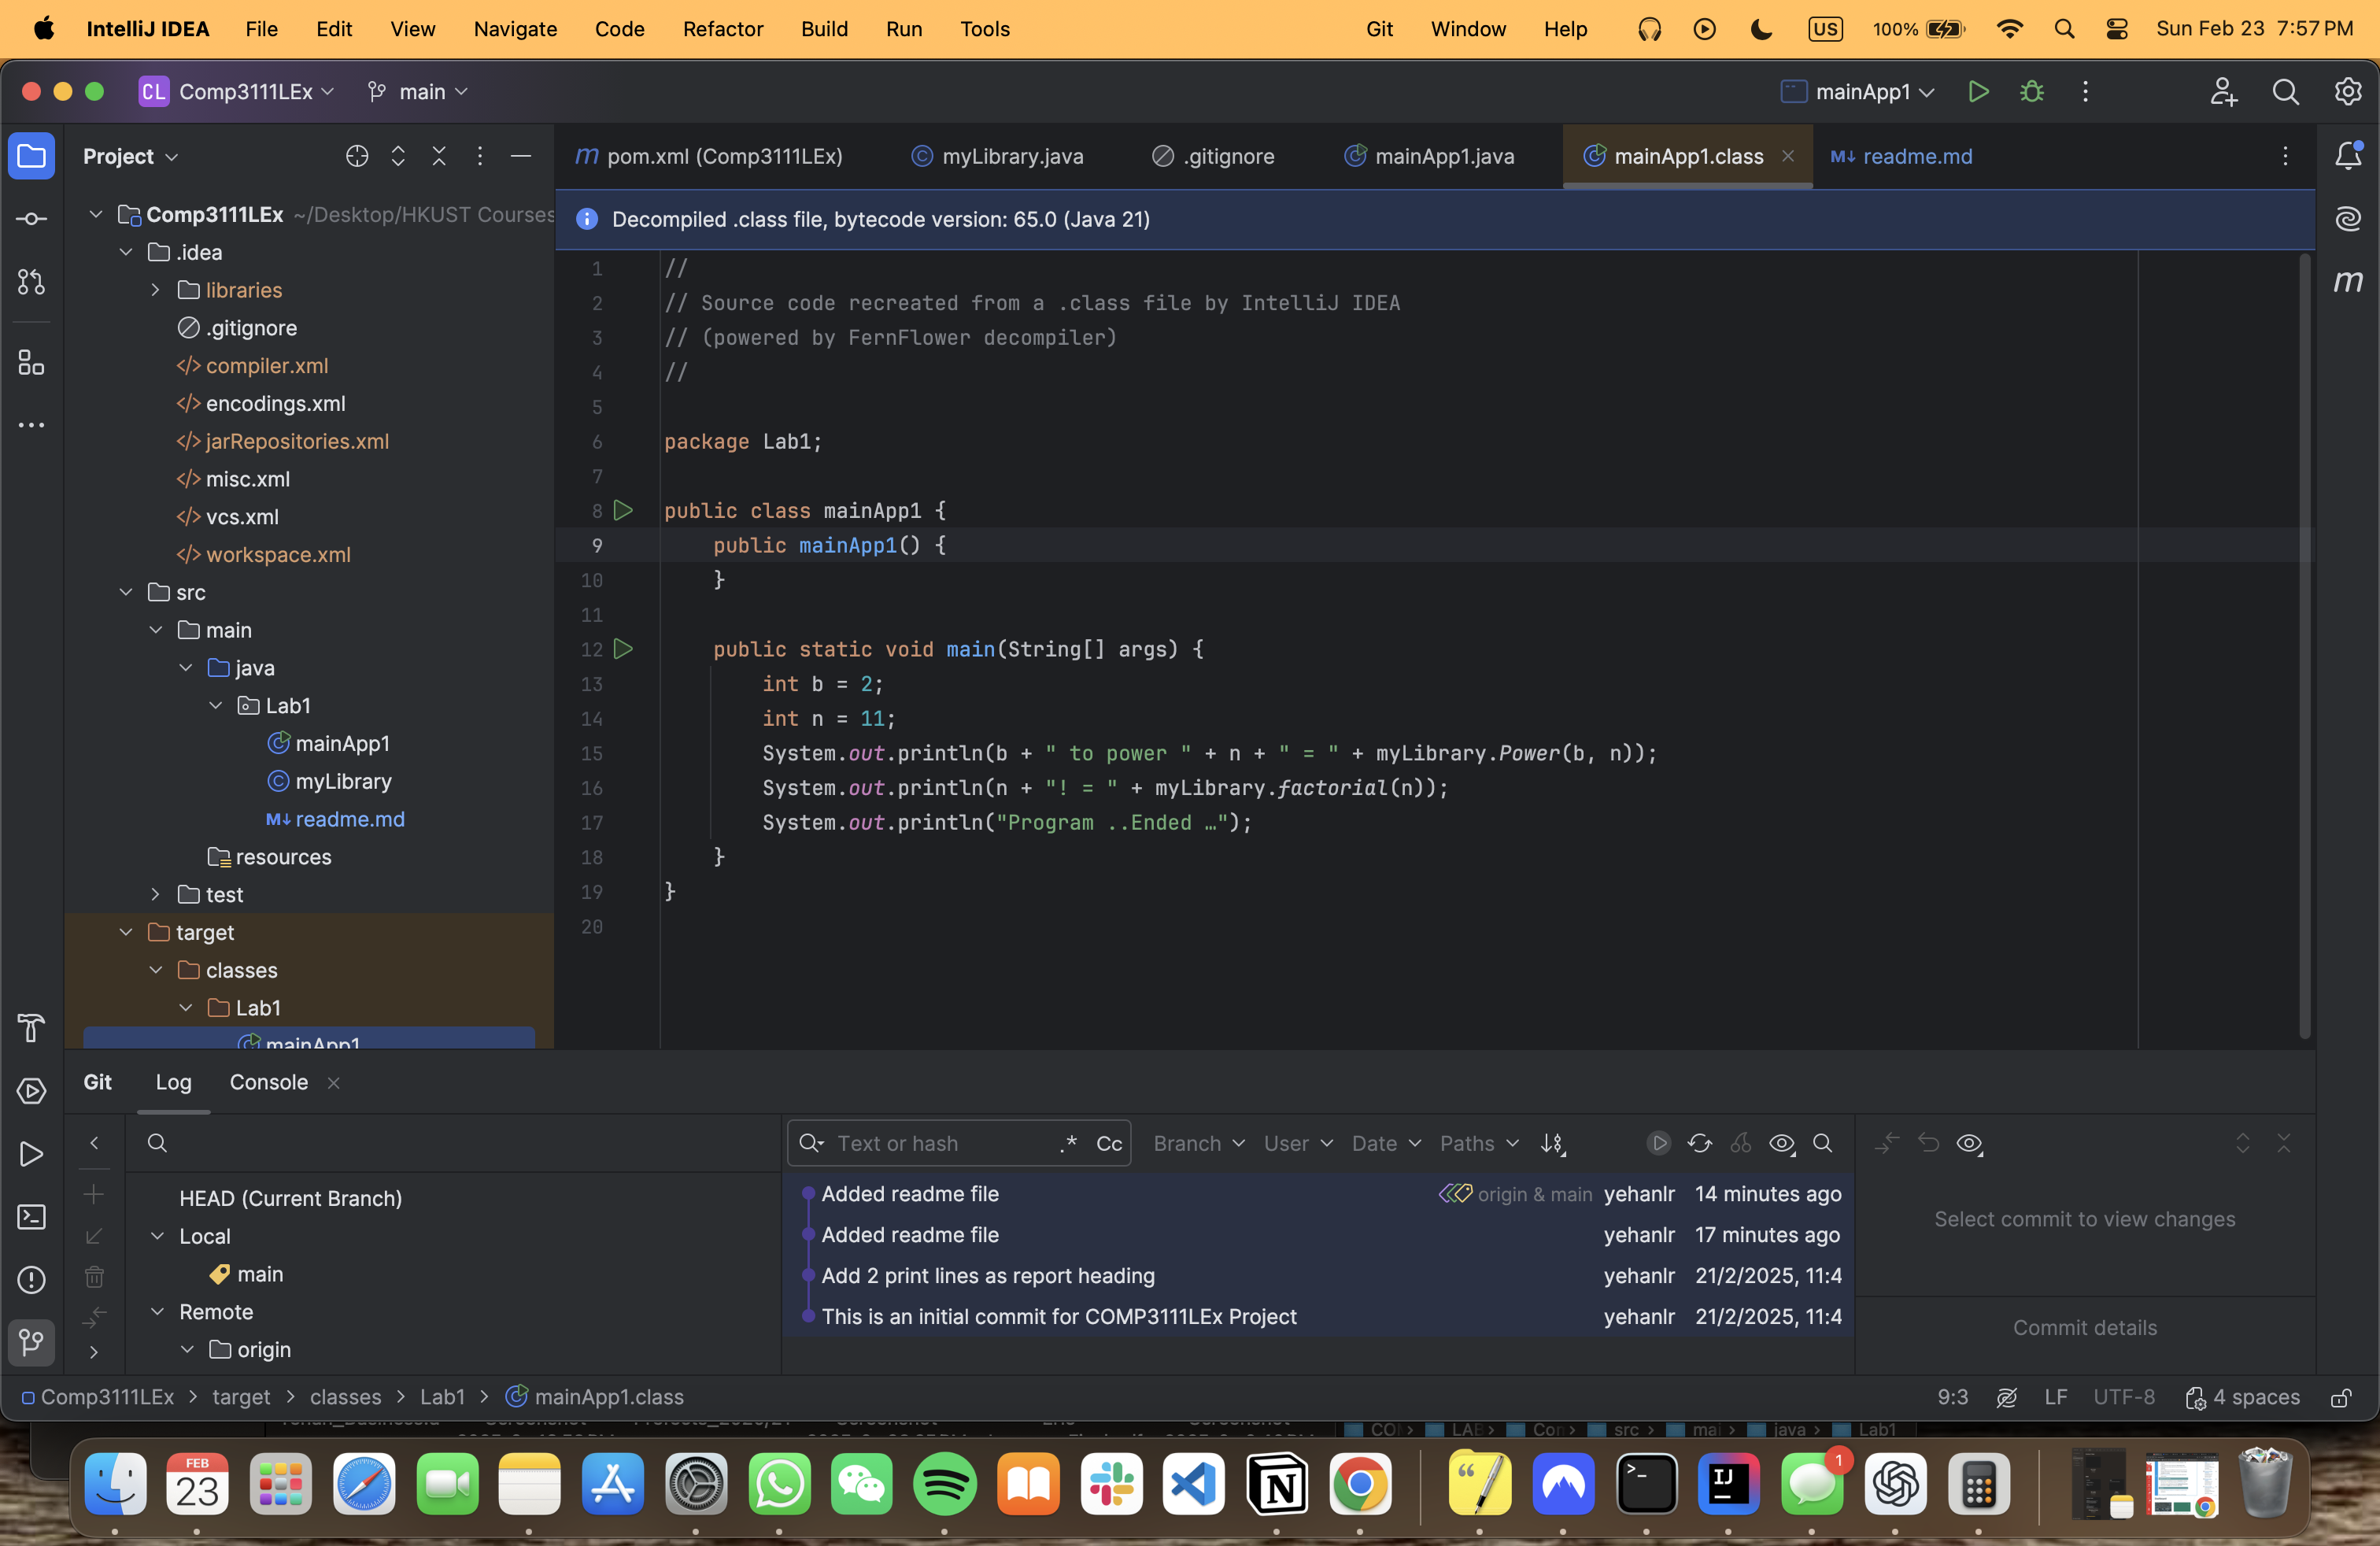 IntelliJ IDEA File Edit View Navigate Code Refactor Build Run Tools Git Window Help US 100% Sun Feb 23 7:57 PM
CL Comp3111LEx main mainApp1
Project
pom.xml (Comp3111LEx) myLibrary.java .gitignore mainApp1.java mainApp1.class readme.md
Comp3111LEx ~/Desktop/HKUST Courses
.idea
libraries
.gitignore
compiler.xml
encodings.xml
jarRepositories.xml
misc.xml
vcs.xml
workspace.xml
src
main
java
Lab1
mainApp1
myLibrary
readme.md
resources
test
target
classes
Lab1
mainApp1
Decompiled .class file, bytecode version: 65.0 (Java 21)
1 //
2 // Source code recreated from a .class file by IntelliJ IDEA
3 // (powered by FernFlower decompiler)
4 //
5
6 package Lab1;
7
8 public class mainApp1 {
9 public mainApp1() {
10 }
11
12 public static void main(String[] args) {
13 int b = 2;
14 int n = 11;
15 System.out.println(b + " to power " + n + " = " + myLibrary.Power(b, n));
16 System.out.println(n + "! = " + myLibrary.factorial(n));
17 System.out.println("Program ..Ended …");
18 }
19 }
20
Git Log Console
Text or hash .* Cc Branch User Date Paths
HEAD (Current Branch)
Local
main
Remote
origin
Added readme file origin & main yehanlr 14 minutes ago
Added readme file yehanlr 17 minutes ago
Add 2 print lines as report heading yehanlr 21/2/2025, 11:4
This is an initial commit for COMP3111LEx Project yehanlr 21/2/2025, 11:4
Select commit to view changes
Commit details
Comp3111LEx > target > classes > Lab1 > mainApp1.class 9:3 LF UTF-8 4 spaces
src java Lab1
FEB
23
IJ
1